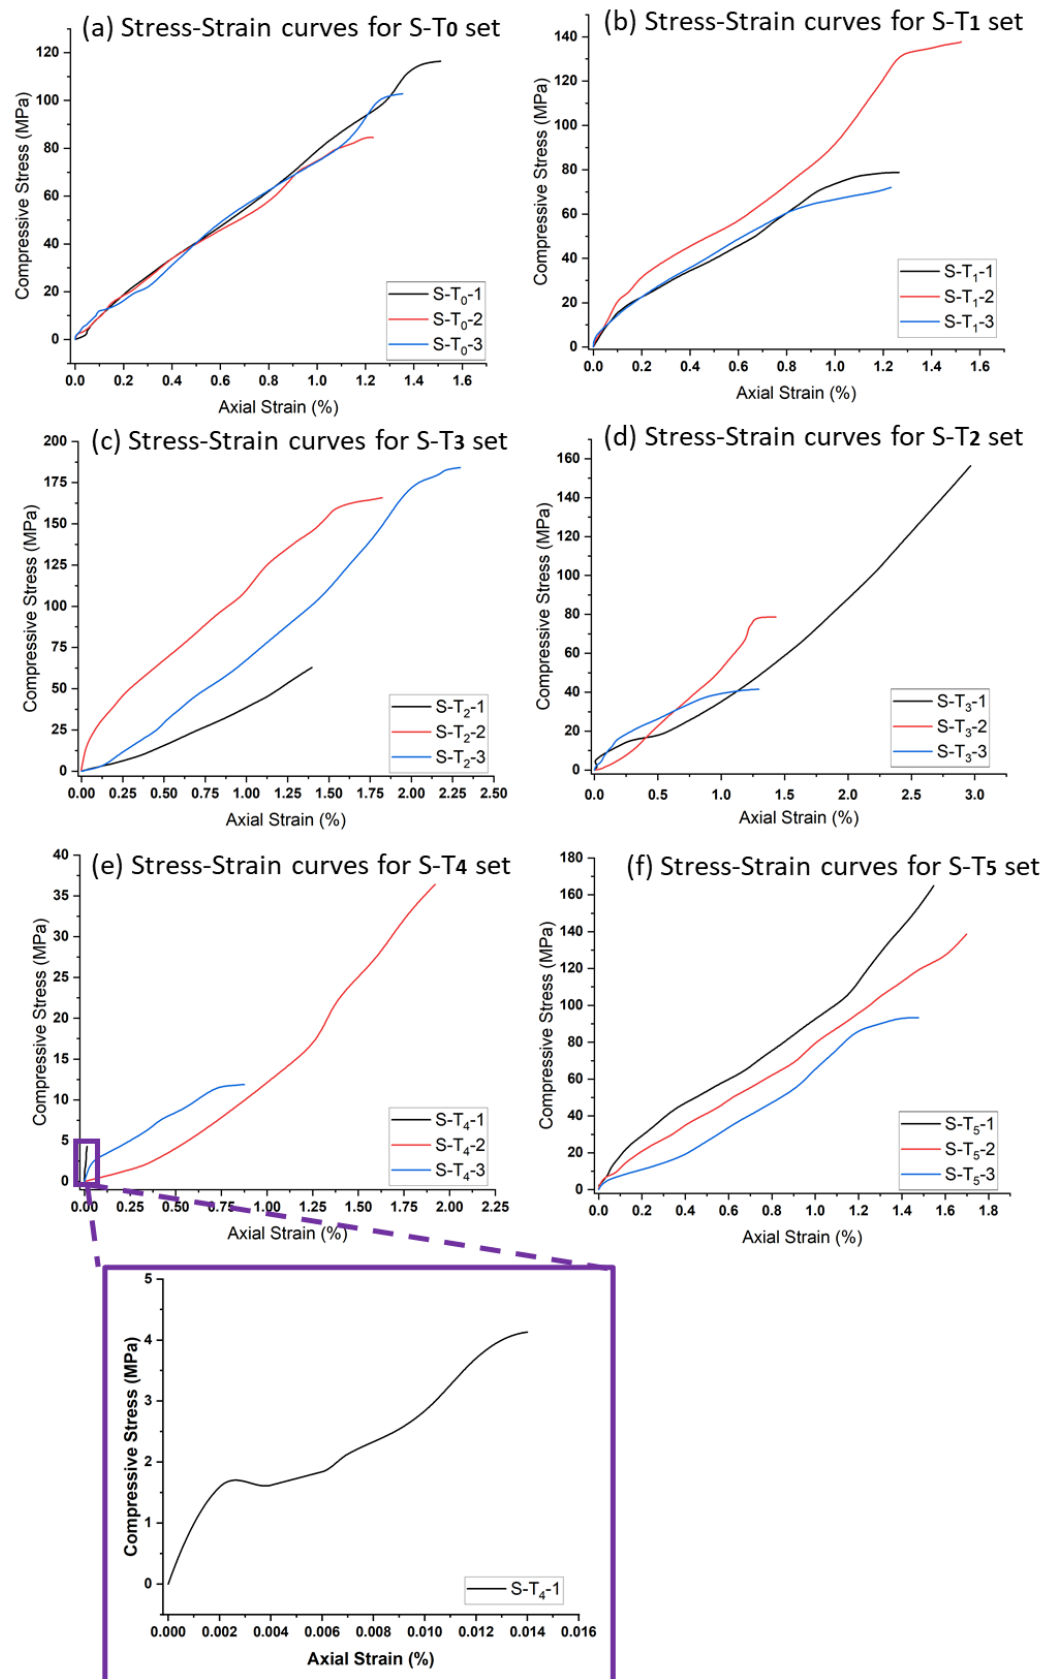 (a) Stress-Strain curves for S-T0 set
Compressive Stress (MPa)
120
100
80
60
40
20
0
S-T0-1
S-T0-2
S-T0-3
0.0 0.2 0.4 0.6 0.8 1.0 1.2 1.4 1.6
Axial Strain (%)
(b) Stress-Strain curves for S-T1 set
Compressive Stress (MPa)
140
120
100
80
60
40
20
0
S-T1-1
S-T1-2
S-T1-3
0.0 0.2 0.4 0.6 0.8 1.0 1.2 1.4 1.6
Axial Strain (%)
(c) Stress-Strain curves for S-T3 set
Compressive Stress (MPa)
200
175
150
125
100
75
50
25
0
S-T2-1
S-T2-2
S-T2-3
0.00 0.25 0.50 0.75 1.00 1.25 1.50 1.75 2.00 2.25 2.50
Axial Strain (%)
(d) Stress-Strain curves for S-T2 set
Compressive Stress (MPa)
160
140
120
100
80
60
40
20
0
S-T3-1
S-T3-2
S-T3-3
0.0 0.5 1.0 1.5 2.0 2.5 3.0
Axial Strain (%)
(e) Stress-Strain curves for S-T4 set
Compressive Stress (MPa)
40
35
30
25
20
15
10
5
0
S-T4-1
S-T4-2
S-T4-3
0.00 0.25 0.50 0.75 1.00 1.25 1.50 1.75 2.00 2.25
Axial Strain (%)
(f) Stress-Strain curves for S-T5 set
Compressive Stress (MPa)
180
160
140
120
100
80
60
40
20
0
S-T5-1
S-T5-2
S-T5-3
0.0 0.2 0.4 0.6 0.8 1.0 1.2 1.4 1.6 1.8
Axial Strain (%)
Compressive Stress (MPa)
5
4
3
2
1
0
S-T4-1
0.000 0.002 0.004 0.006 0.008 0.010 0.012 0.014 0.016
Axial Strain (%)